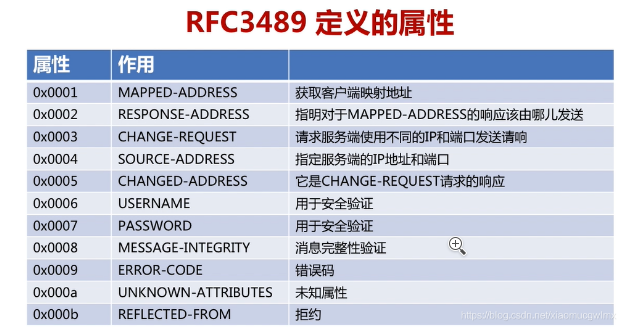 RFC3489 定义的属性
属性 作用
0x0001 MAPPED-ADDRESS 获取客户端映射地址
0x0002 RESPONSE-ADDRESS 指明对于MAPPED-ADDRESS的响应该由哪儿发送
0x0003 CHANGE-REQUEST 请求服务端使用不同的IP和端口发送请响
0x0004 SOURCE-ADDRESS 指定服务端的IP地址和端口
0x0005 CHANGED-ADDRESS 它是CHANGE-REQUEST请求的响应
0x0006 USERNAME 用于安全验证
0x0007 PASSWORD 用于安全验证
0x0008 MESSAGE-INTEGRITY 消息完整性验证
0x0009 ERROR-CODE 错误码
0x000a UNKNOWN-ATTRIBUTES 未知属性
0x000b REFLECTED-FROM 拒约